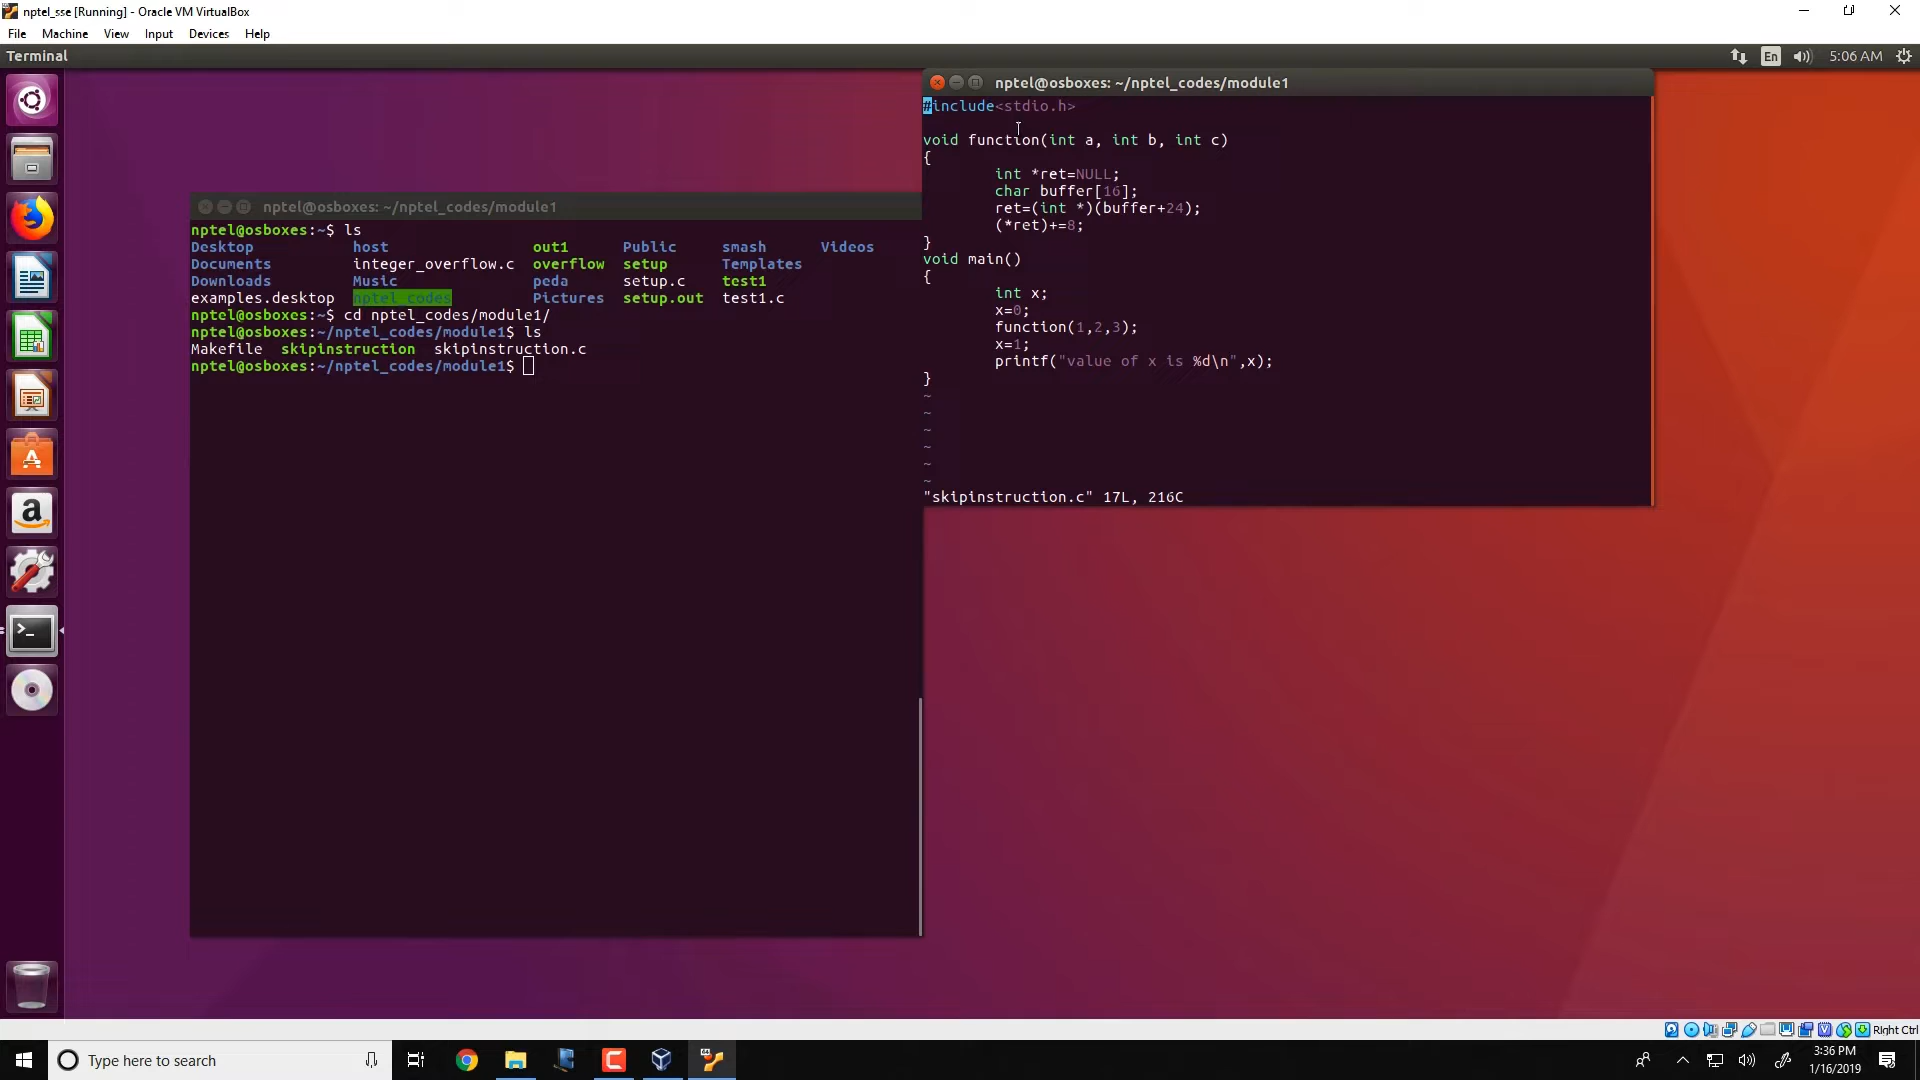 nptel_sse [Running] - Oracle VM VirtualBox
File Machine View Input Devices Help
Terminal
En
5:06 AM
nptel@osboxes: ~/nptel_codes/module1
nptel@osboxes:~$ ls
Desktop host out1 Public smash Videos
Documents integer_overflow.c overflow setup Templates
Downloads Music peda setup.c test1
examples.desktop nptel_codes Pictures setup.out test1.c
nptel@osboxes:~$ cd nptel_codes/module1/
nptel@osboxes:~/nptel_codes/module1$ ls
Makefile skipinstruction skipinstruction.c
nptel@osboxes:~/nptel_codes/module1$
nptel@osboxes: ~/nptel_codes/module1
#include<stdio.h>
void function(int a, int b, int c)
{
int *ret=NULL;
char buffer[16];
ret=(int *)(buffer+24);
(*ret)+=8;
}
void main()
{
int x;
x=0;
function(1,2,3);
x=1;
printf("value of x is %d\n",x);
}
~
~
~
~
~
~
"skipinstruction.c" 17L, 216C
Right Ctrl
Type here to search
3:36 PM
1/16/2019